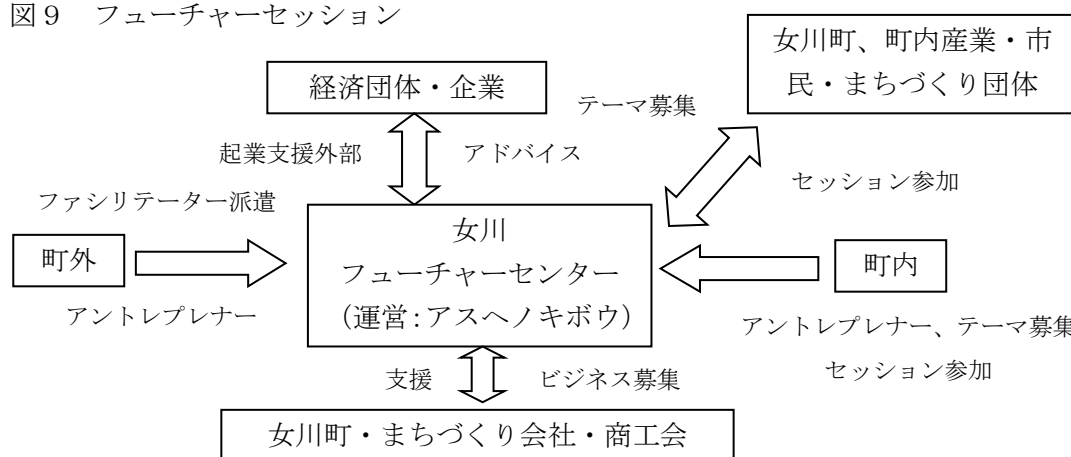 図9　フューチャーセッション
女川町、町内産業・市
民・まちづくり団体
経済団体・企業
テーマ募集
起業支援外部
アドバイス
セッション参加
ファシリテーター派遣
町外
アントレプレナー
女川
フューチャーセンター
（運営:アスヘノキボウ）
町内
アントレプレナー、テーマ募集
セッション参加
支援
ビジネス募集
女川町・まちづくり会社・商工会